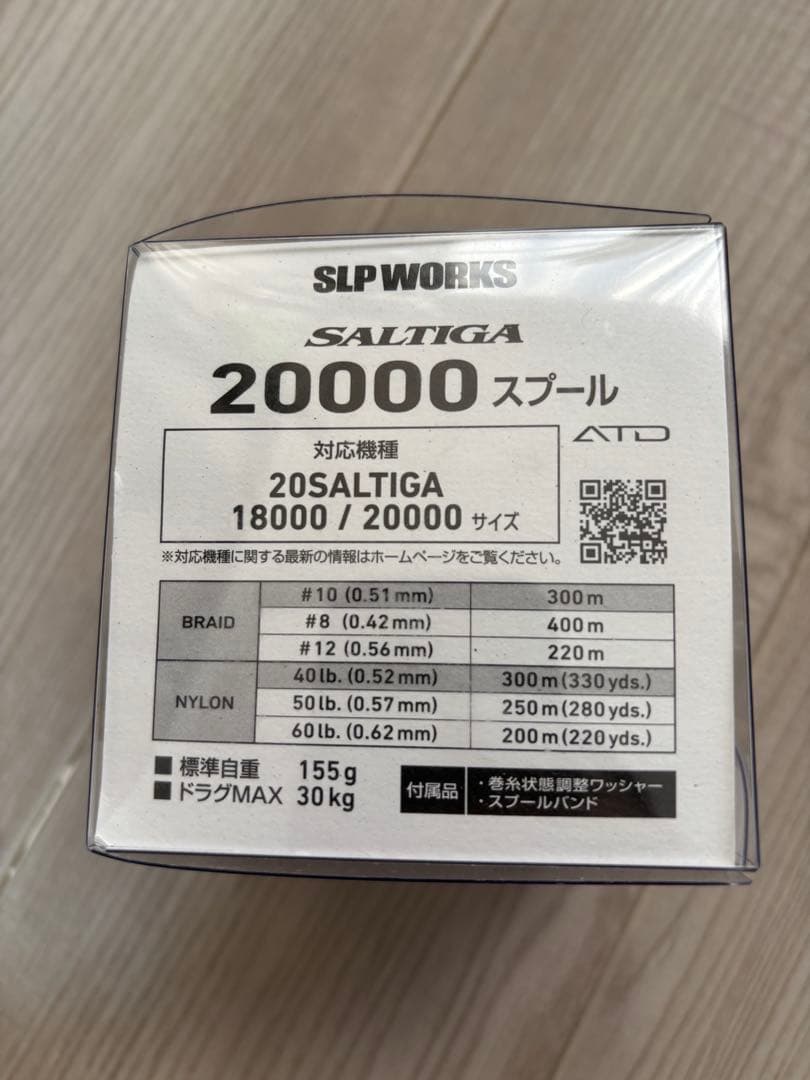 SLP WORKS
SALTIGA
20000 スプール
ATD
対応機種
20SALTIGA
18000 / 20000 サイズ
※対応機種に関する最新の情報はホームページをご覧ください。
BRAID
#10 (0.51mm) 300m
#8 (0.42mm) 400m
#12 (0.56mm) 220m
NYLON
40lb. (0.52mm) 300m(330yds.)
50lb. (0.57mm) 250m(280yds.)
60lb. (0.62mm) 200m(220yds.)
■標準自重 155g
■ドラグMAX 30kg
付属品
・巻糸状態調整ワッシャー
・スプールバンド